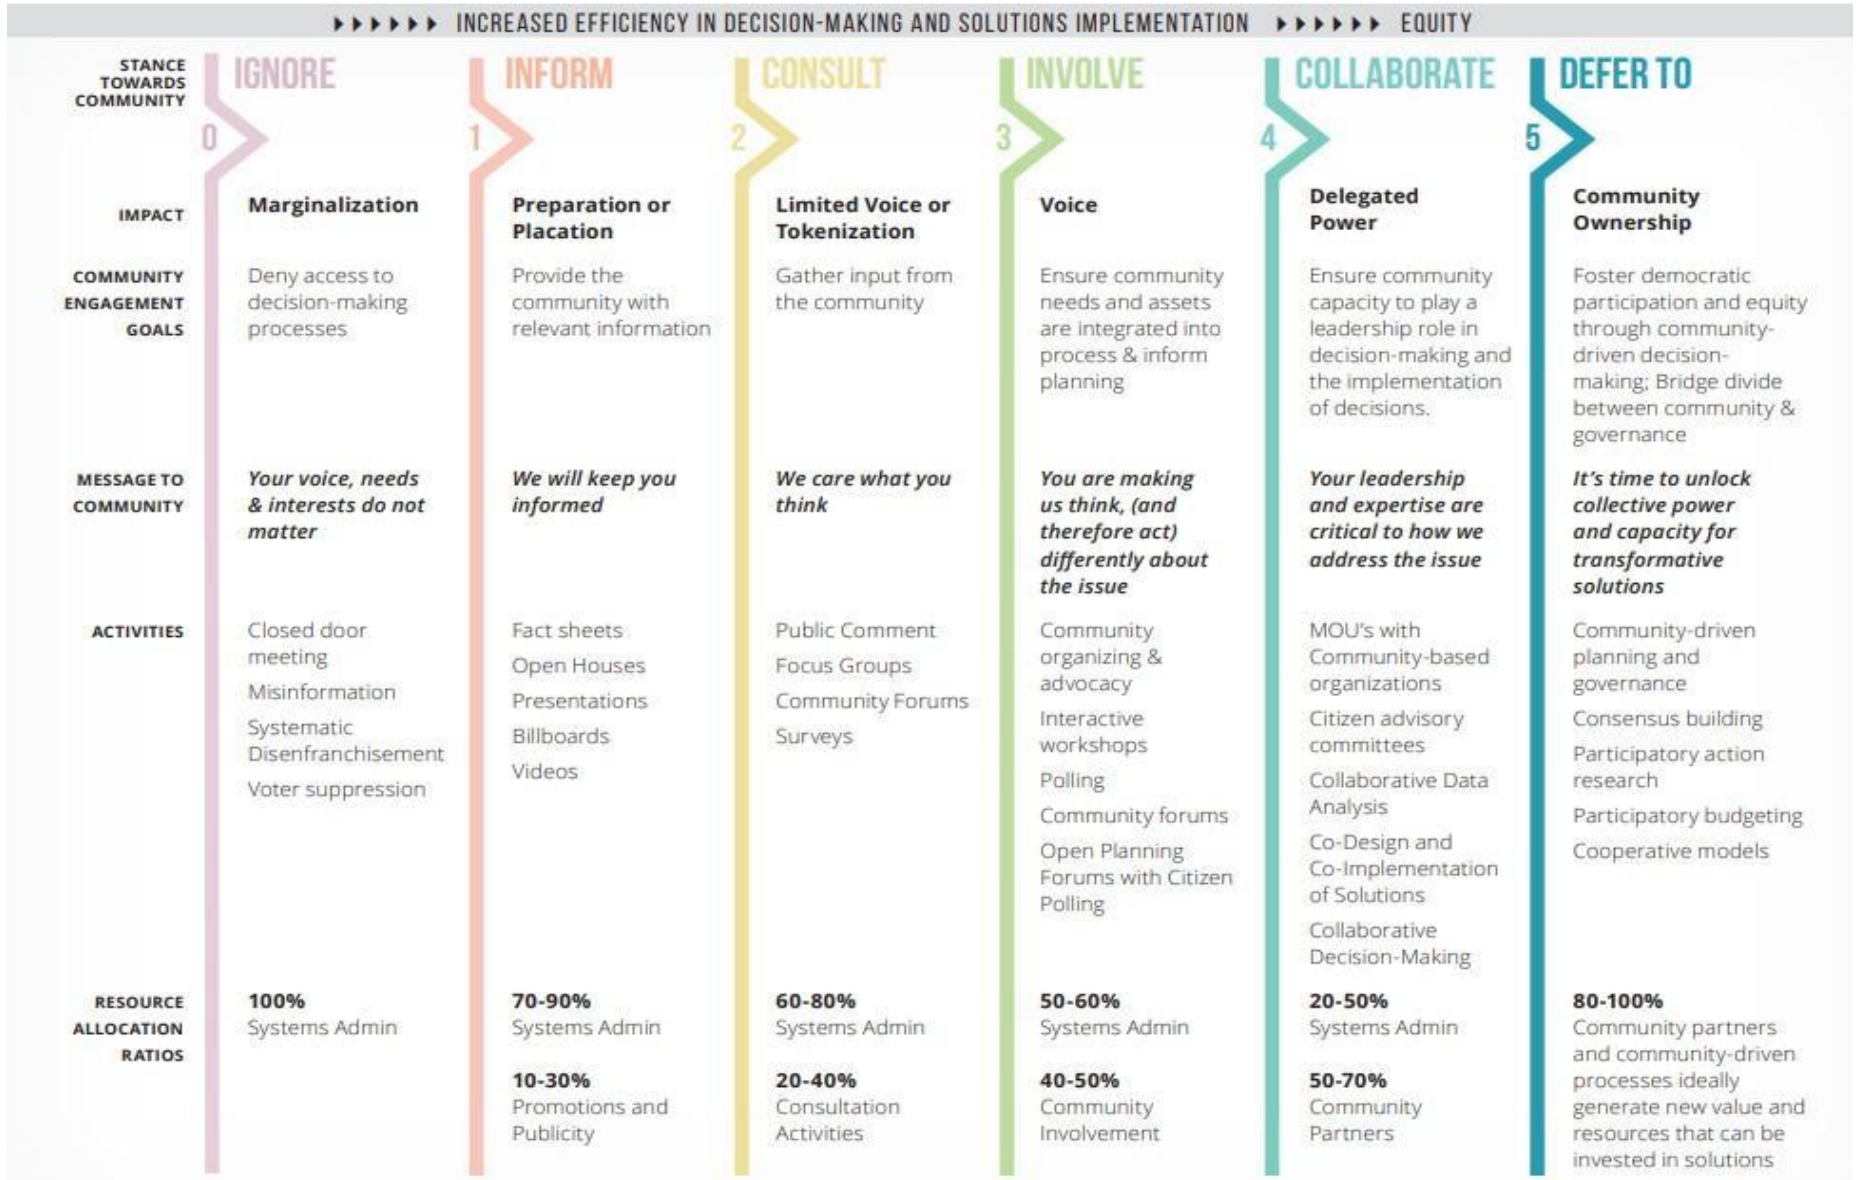 INCREASED EFFICIENCY IN DECISION-MAKING AND SOLUTIONS IMPLEMENTATION EQUITY
STANCE
TOWARDS
COMMUNITY
IGNORE
INFORM
CONSULT
INVOLVE
COLLABORATE
DEFER TO
0
1
2
3
4
5
IMPACT
Marginalization
Preparation or
Placation
Limited Voice or
Tokenization
Voice
Delegated
Power
Community
Ownership
COMMUNITY
ENGAGEMENT
GOALS
Deny access to
decision-making
processes
Provide the
community with
relevant information
Gather input from
the community
Ensure community
needs and assets
are integrated into
process & inform
planning
Ensure community
capacity to play a
leadership role in
decision-making and
the implementation
of decisions.
Foster democratic
participation and equity
through community-
driven decision-
making; Bridge divide
between community &
governance
MESSAGE TO
COMMUNITY
Your voice, needs
& interests do not
matter
We will keep you
informed
We care what you
think
You are making
us think, (and
therefore act)
differently about
the issue
Your leadership
and expertise are
critical to how we
address the issue
It's time to unlock
collective power
and capacity for
transformative
solutions
ACTIVITIES
Closed door
meeting
Misinformation
Systematic
Disenfranchisement
Voter suppression
Fact sheets
Open Houses
Presentations
Billboards
Videos
Public Comment
Focus Groups
Community Forums
Surveys
Community
organizing &
advocacy
Interactive
workshops
Polling
Community forums
Open Planning
Forums with Citizen
Polling
MOU's with
Community-based
organizations
Citizen advisory
committees
Collaborative Data
Analysis
Co-Design and
Co-Implementation
of Solutions
Collaborative
Decision-Making
Community-driven
planning and
governance
Consensus building
Participatory action
research
Participatory budgeting
Cooperative models
RESOURCE
ALLOCATION
RATIOS
100%
Systems Admin
70-90%
Systems Admin
10-30%
Promotions and
Publicity
60-80%
Systems Admin
20-40%
Consultation
Activities
50-60%
Systems Admin
40-50%
Community
Involvement
20-50%
Systems Admin
50-70%
Community
Partners
80-100%
Community partners
and community-driven
processes ideally
generate new value and
resources that can be
invested in solutions